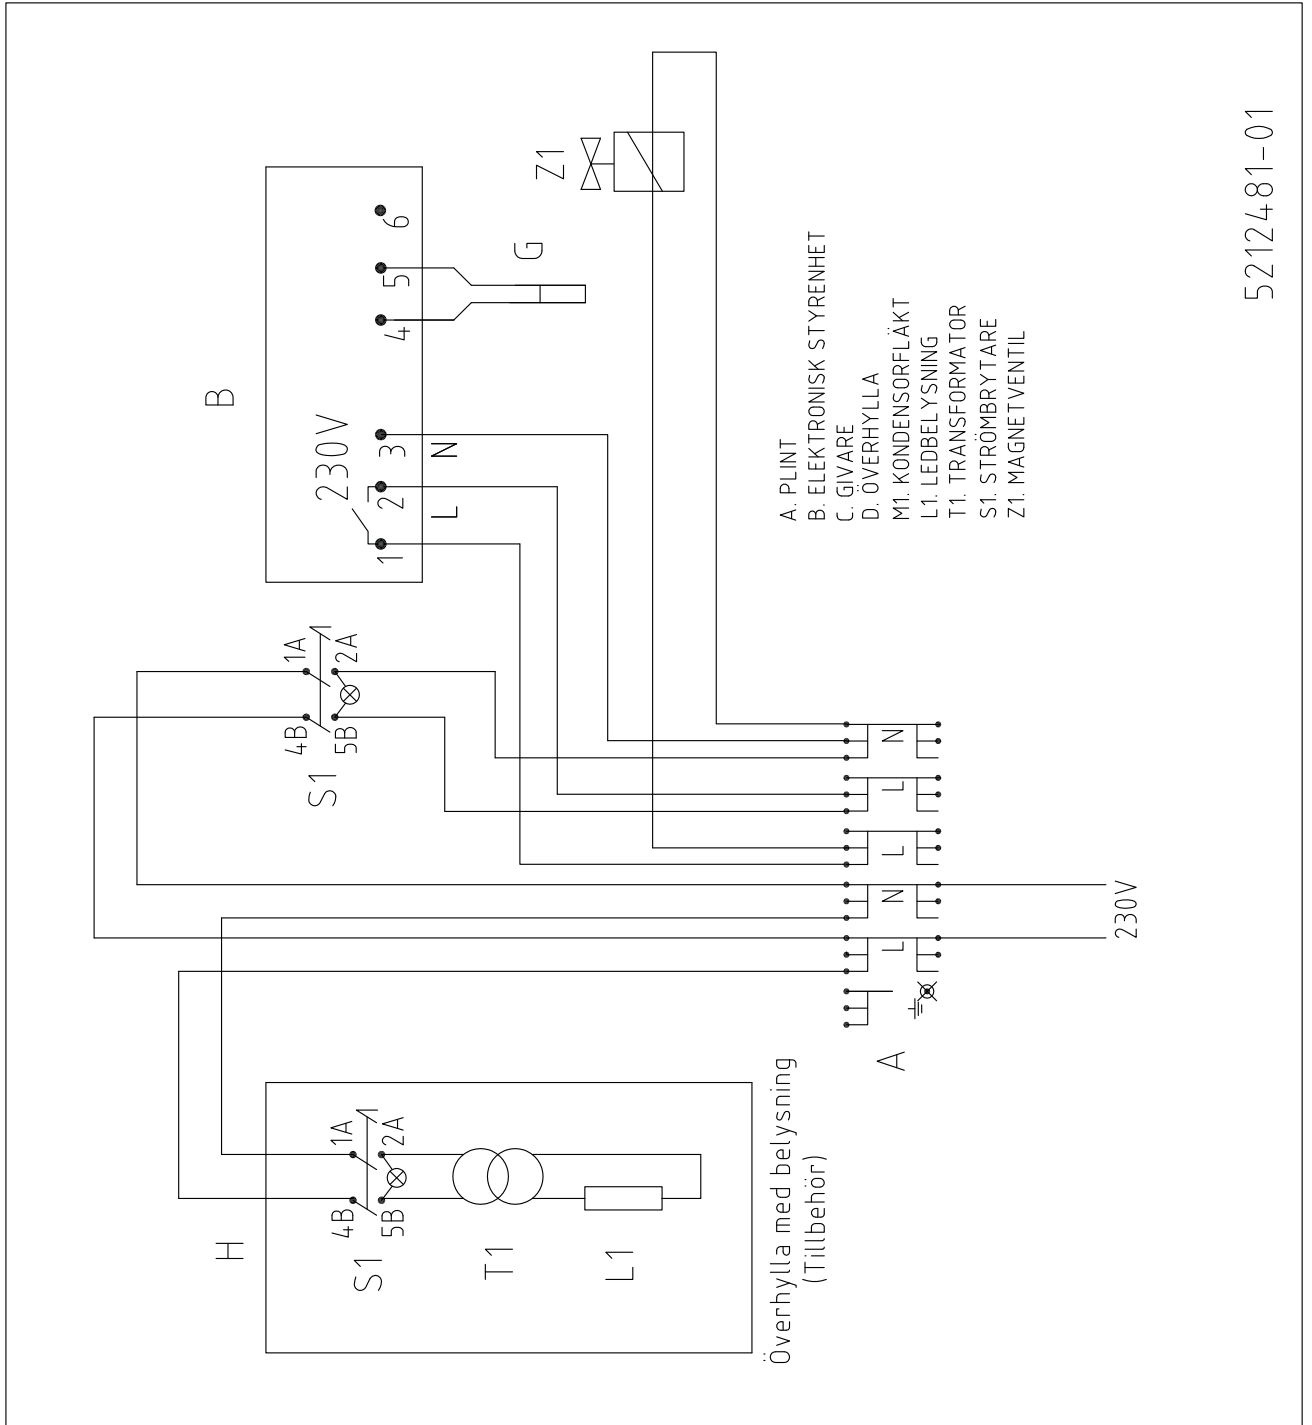 H
S1
4B
1A
5B
2A
T1
L1
Överhylla med belysning
(Tillbehör)
S1
4B
1A
5B
2A
B
230V
1
2
3
4
5
6
L
N
G
Z1
A
L
N
L
L
N
230V
A. PLINT
B. ELEKTRONISK STYRENHET
C. GIVARE
D. ÖVERHYLLA
M1. KONDENSORFLÄKT
L1. LEDBELYSNING
T1. TRANSFORMATOR
S1. STRÖMBRYTARE
Z1. MAGNETVENTIL
5212481-01